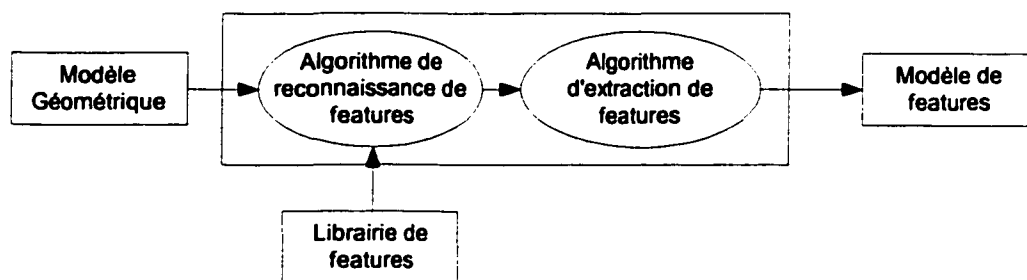 Modèle
Géométrique
Algorithme de
reconnaissance de
features
Algorithme
d'extraction de
features
Modèle de
features
Librairie de
features